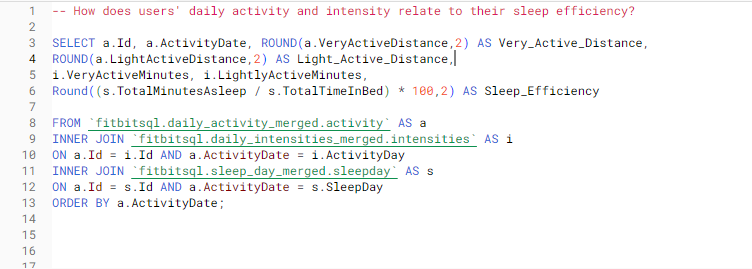 1 -- How does users' daily activity and intensity relate to their sleep efficiency?
2
3 SELECT a.Id, a.ActivityDate, ROUND(a.VeryActiveDistance,2) AS Very_Active_Distance,
4 ROUND(a.LightActiveDistance,2) AS Light_Active_Distance,
5 i.VeryActiveMinutes, i.LightlyActiveMinutes,
6 Round((s.TotalMinutesAsleep / s.TotalTimeInBed) * 100,2) AS Sleep_Efficiency
7
8 FROM `fitbitsql.daily_activity_merged.activity` AS a
9 INNER JOIN `fitbitsql.daily_intensities_merged.intensities` AS i
10 ON a.Id = i.Id AND a.ActivityDate = i.ActivityDay
11 INNER JOIN `fitbitsql.sleep_day_merged.sleepday` AS s
12 ON a.Id = s.Id AND a.ActivityDate = s.SleepDay
13 ORDER BY a.ActivityDate;
14
15
16
17